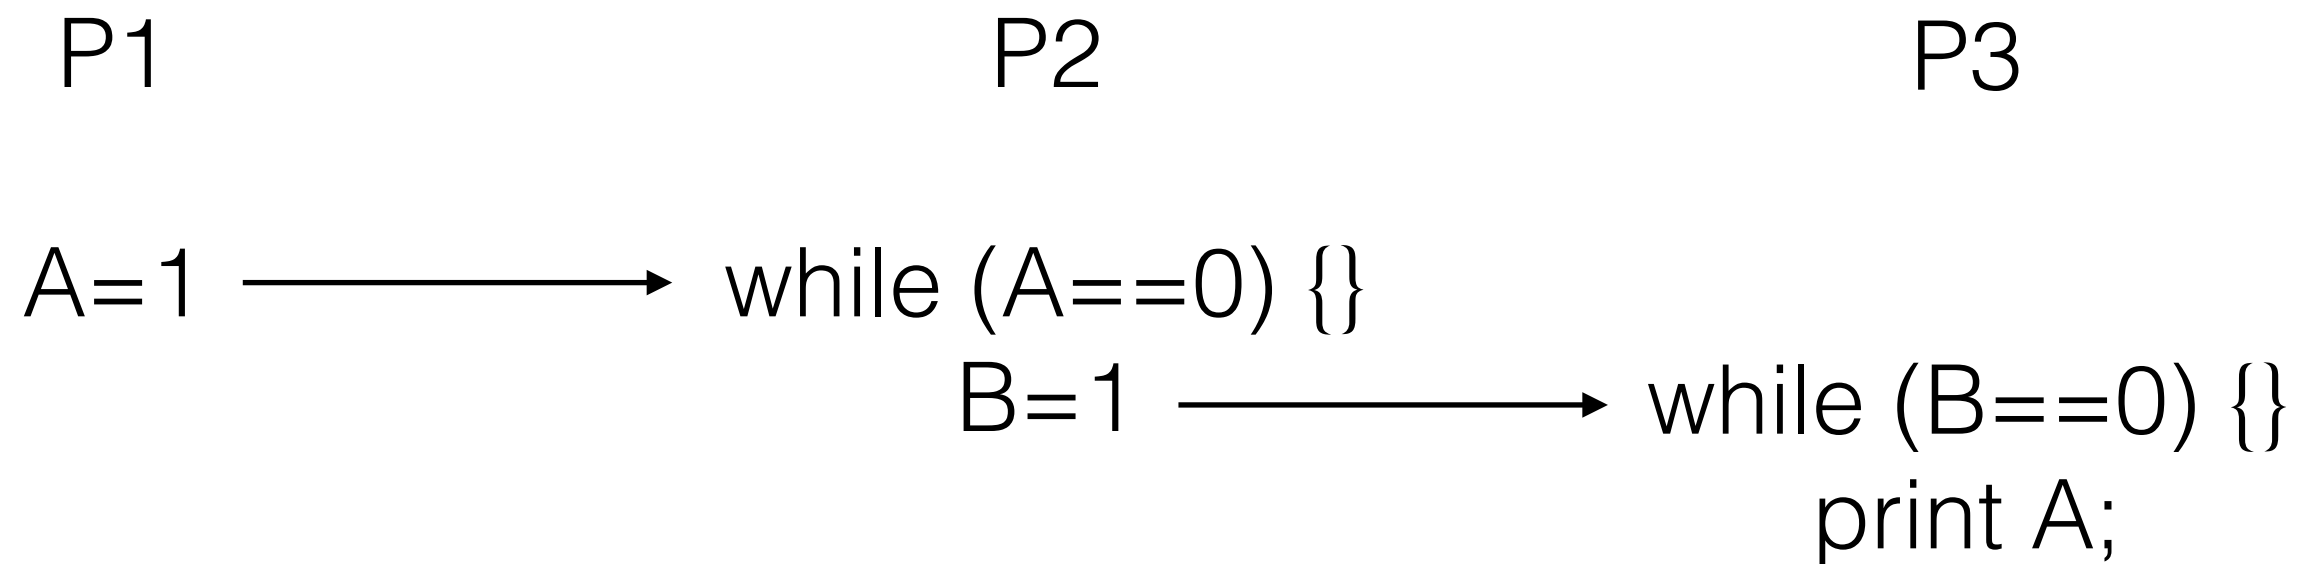 P1 P2 P3
A=1 while (A==0) {}
B=1 while (B==0) {}
print A;